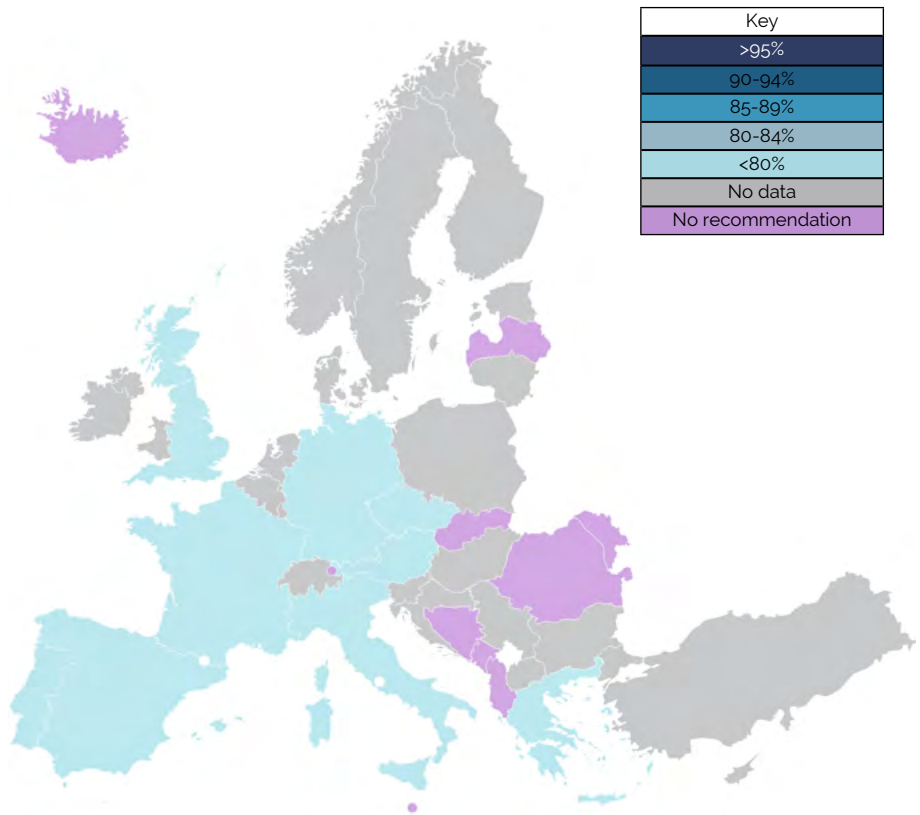 Key
>95%
90-94%
85-89%
80-84%
<80%
No data
No recommendation